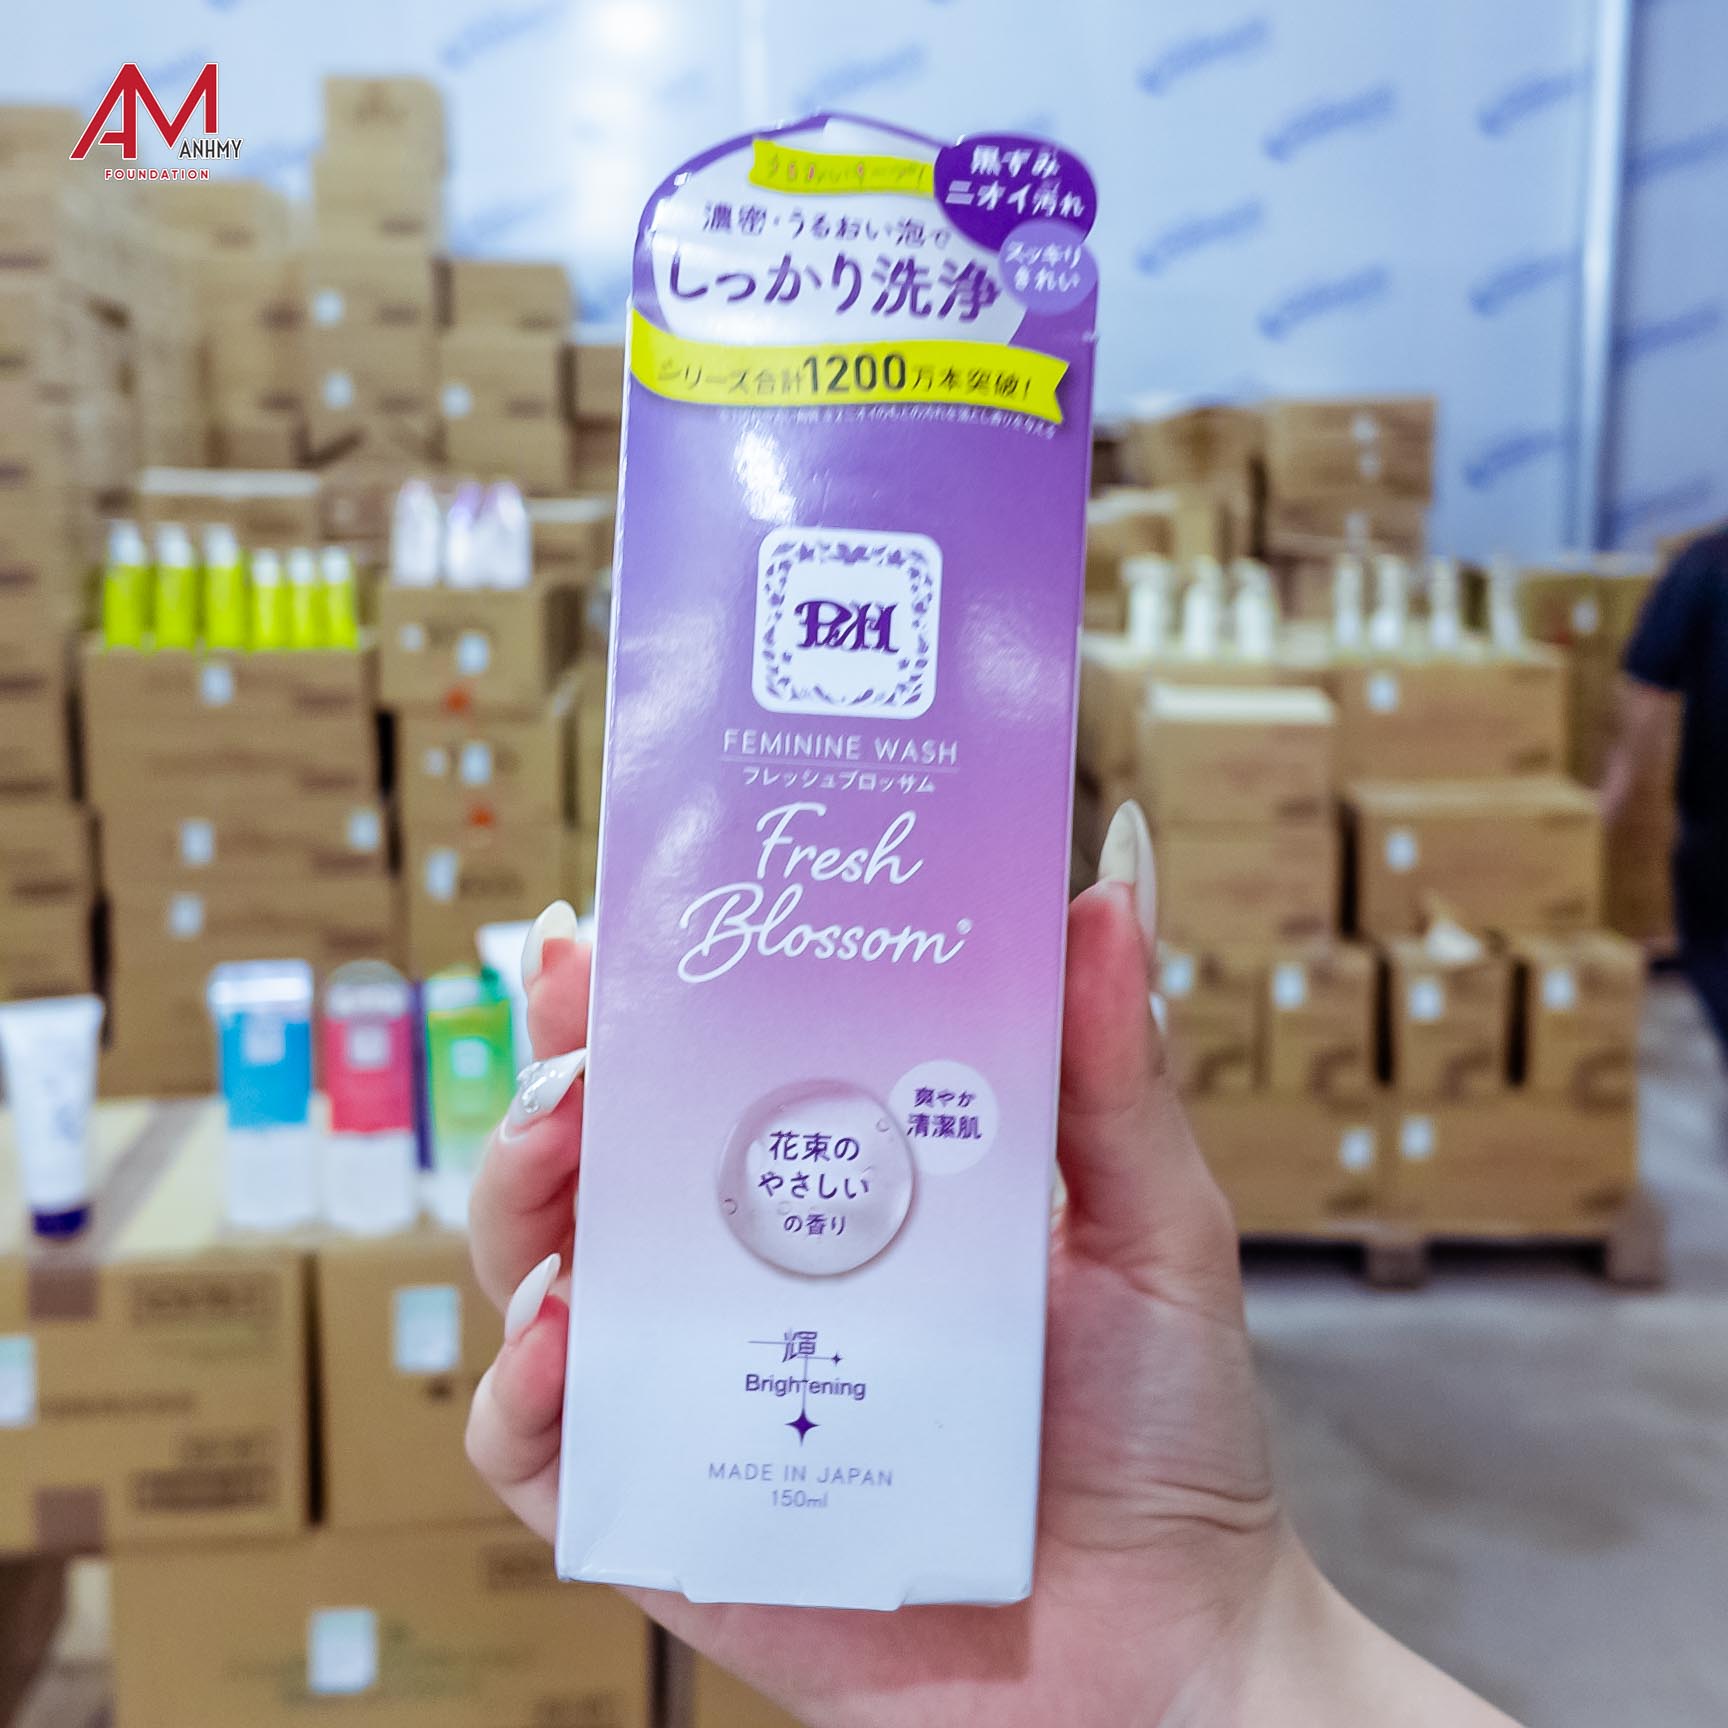 AM
ANHMY
FOUNDATION
黒ずみ
ニオイ汚れ
スッキリ
きれい
濃密・うるおい泡で
しっかり洗浄
シリーズ合計1200万本突破!
PH
FEMININE WASH
フレッシュブロッサム
Fresh
Blossom®
爽やか
清潔肌
花束の
やさしい
の香り
輝
Brightening
MADE IN JAPAN
150ml